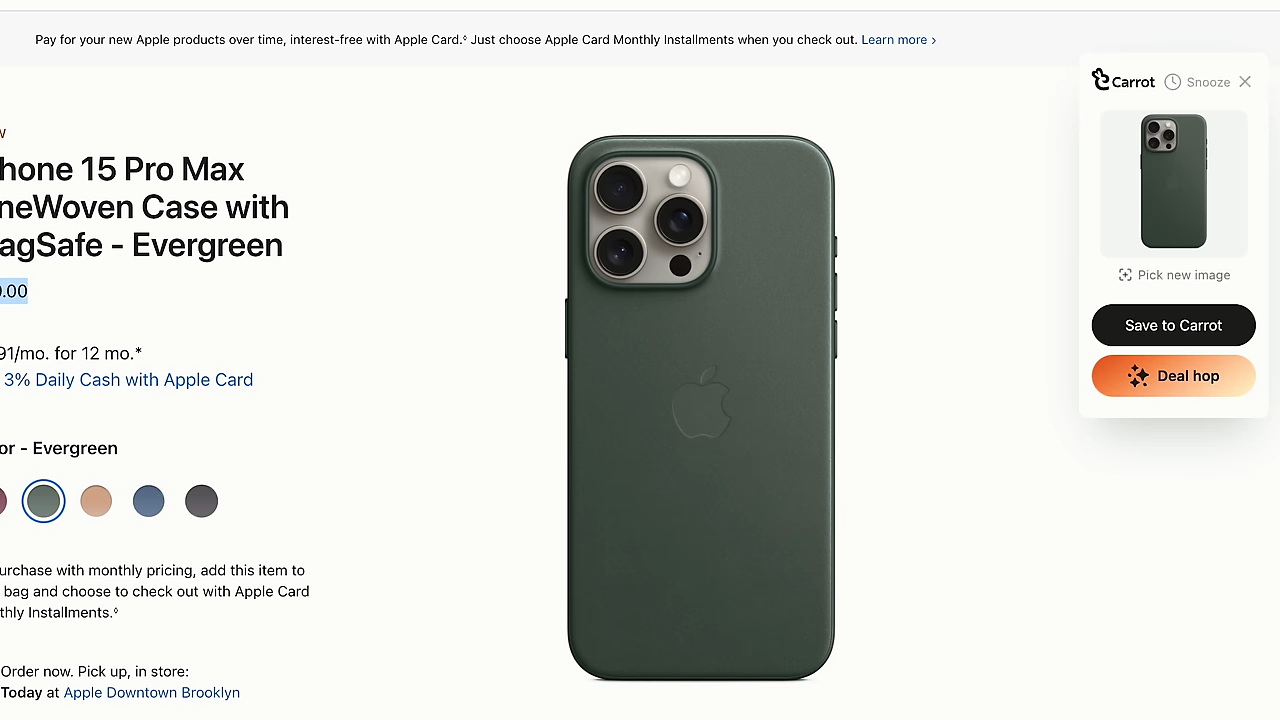 Pay for your new Apple products over time, interest-free with Apple Card.◊ Just choose Apple Card Monthly Installments when you check out. Learn more ›
Carrot
Snooze
hone 15 Pro Max
neWoven Case with
agSafe - Evergreen
.00
91/mo. for 12 mo.*
3% Daily Cash with Apple Card
or - Evergreen
urchase with monthly pricing, add this item to
bag and choose to check out with Apple Card
thly Installments.◊
Order now. Pick up, in store:
Today at Apple Downtown Brooklyn
Pick new image
Save to Carrot
Deal hop